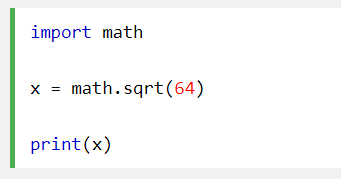 import math
x = math.sqrt(64)
print(x)